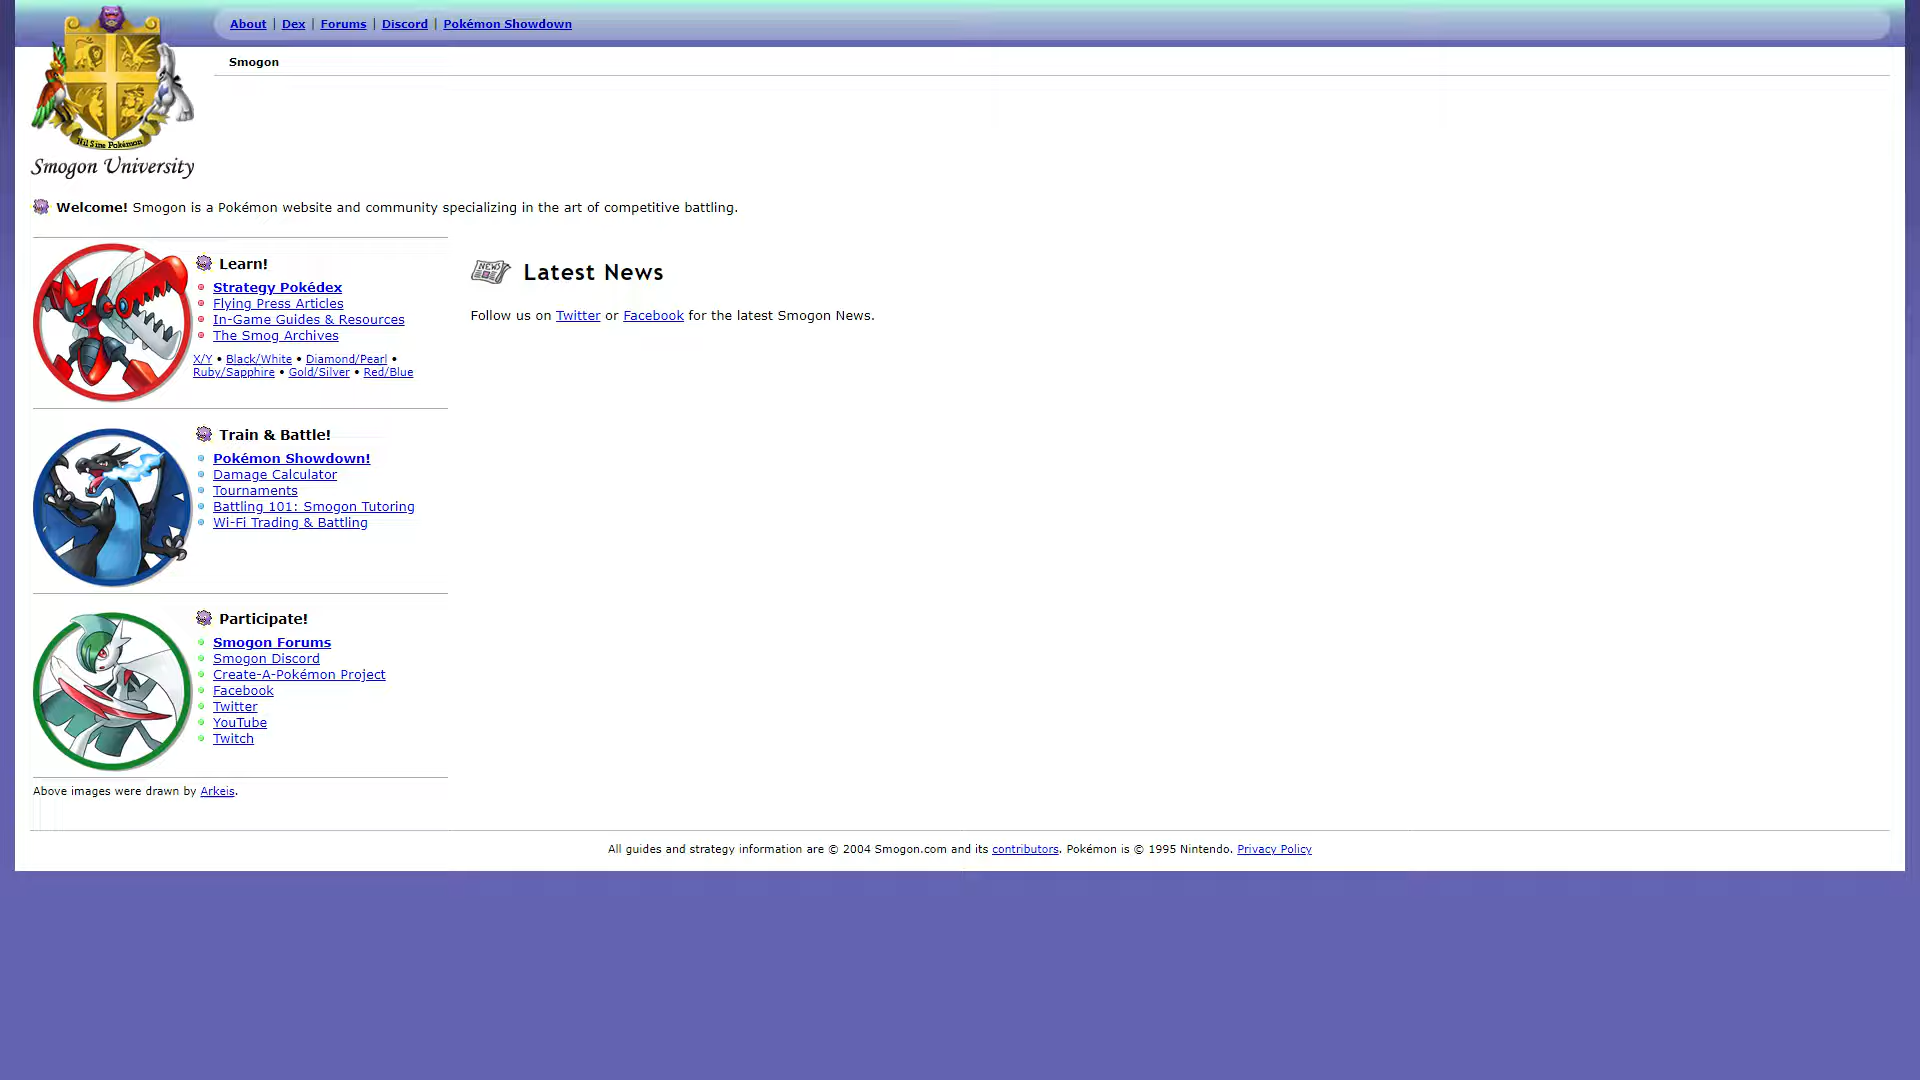 About | Dex | Forums | Discord | Pokémon Showdown
Smogon
Nil Sine Pokémon
Smogon University
Welcome! Smogon is a Pokémon website and community specializing in the art of competitive battling.
Learn!
Strategy Pokédex
Flying Press Articles
In-Game Guides & Resources
The Smog Archives
X/Y • Black/White • Diamond/Pearl •
Ruby/Sapphire • Gold/Silver • Red/Blue
Train & Battle!
Pokémon Showdown!
Damage Calculator
Tournaments
Battling 101: Smogon Tutoring
Wi-Fi Trading & Battling
Participate!
Smogon Forums
Smogon Discord
Create-A-Pokémon Project
Facebook
Twitter
YouTube
Twitch
Above images were drawn by Arkeis.
NEWS
Latest News
Follow us on Twitter or Facebook for the latest Smogon News.
All guides and strategy information are © 2004 Smogon.com and its contributors. Pokémon is © 1995 Nintendo. Privacy Policy